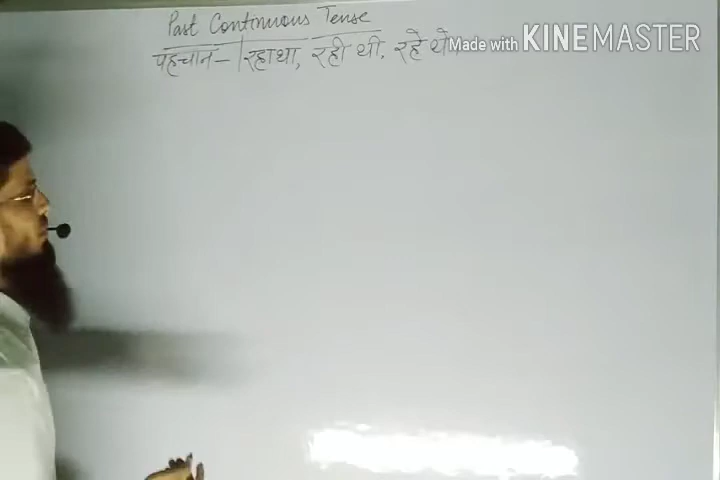 Past Continuous Tense
पहचान - रहा था, रही थी, रहे थे
Made with KINEMASTER